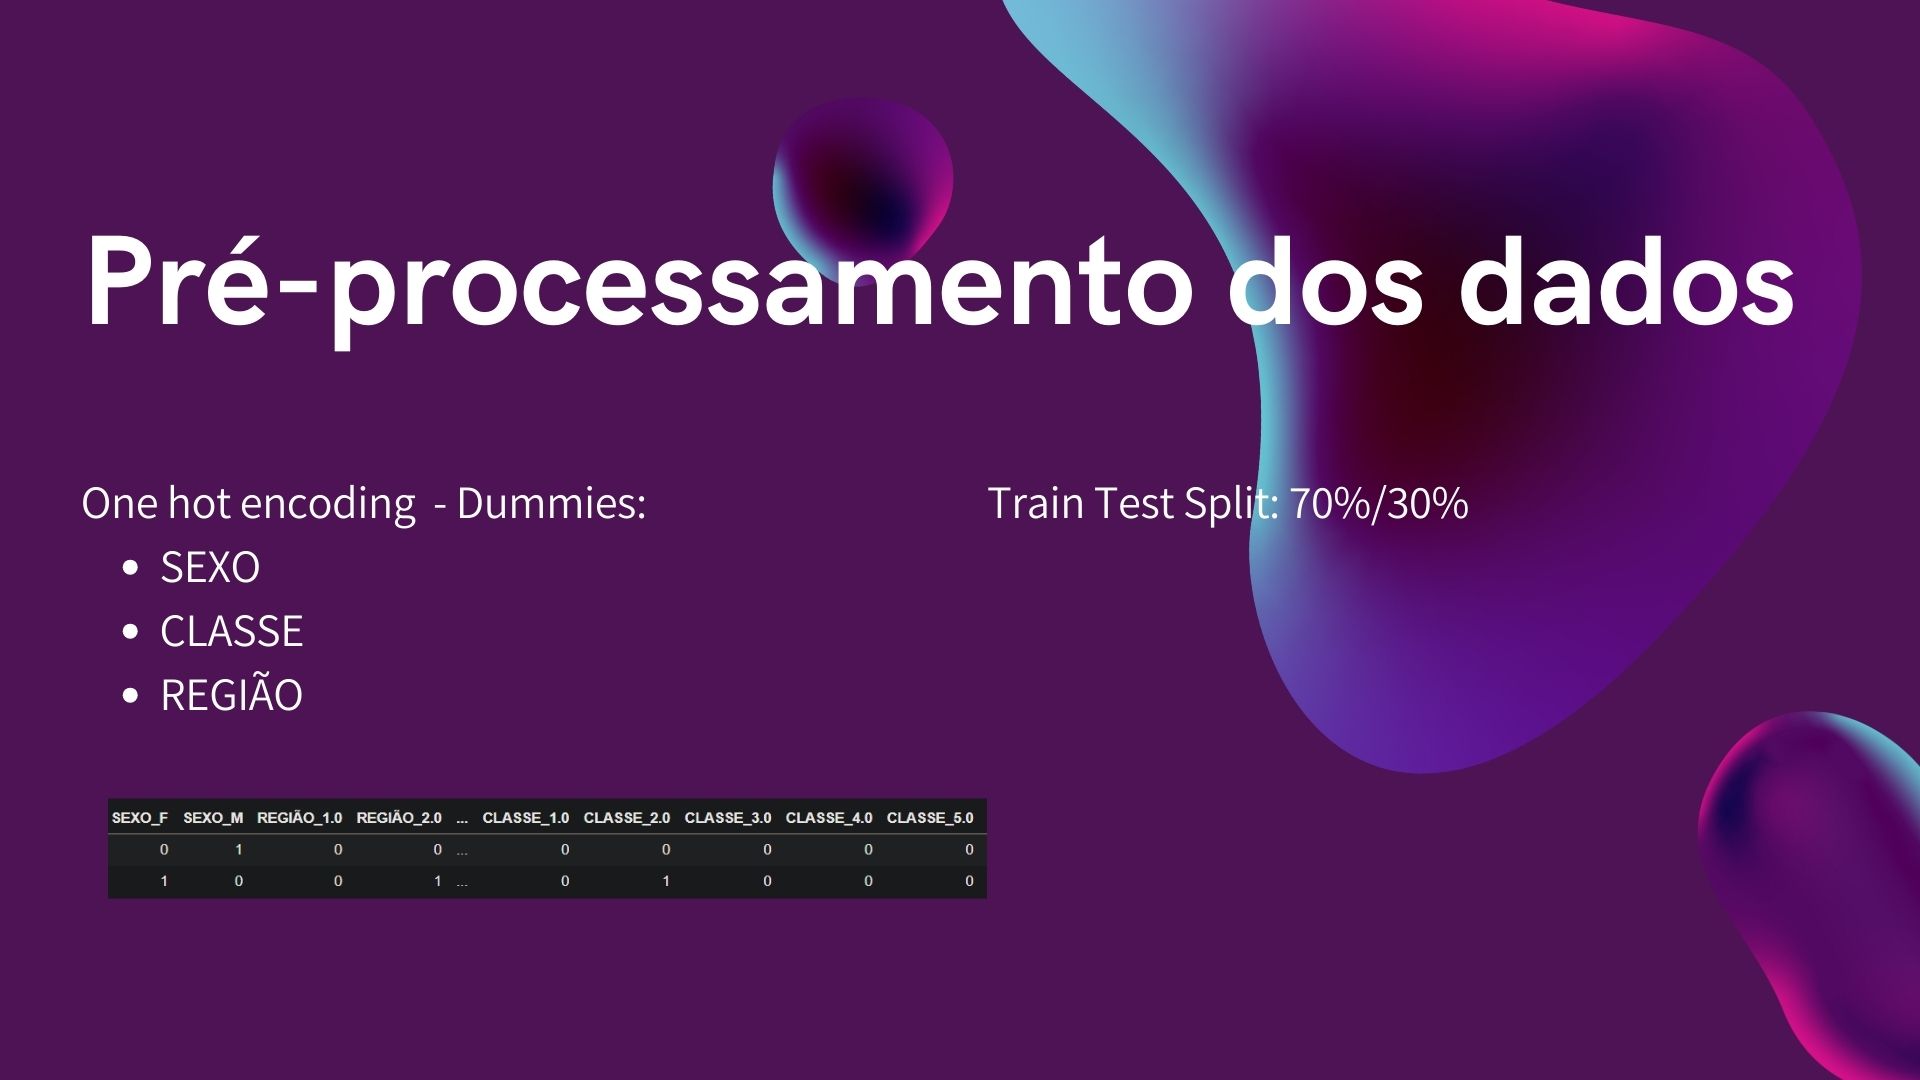 Pré-processamento dos dados
One hot encoding - Dummies:
• SEXO
• CLASSE
• REGIÃO
Train Test Split: 70%/30%
SEXO_F SEXO_M REGIÃO_1.0 REGIÃO_2.0 ... CLASSE_1.0 CLASSE_2.0 CLASSE_3.0 CLASSE_4.0 CLASSE_5.0
0 1 0 0 ... 0 0 0 0 0
1 0 0 1 ... 0 1 0 0 0